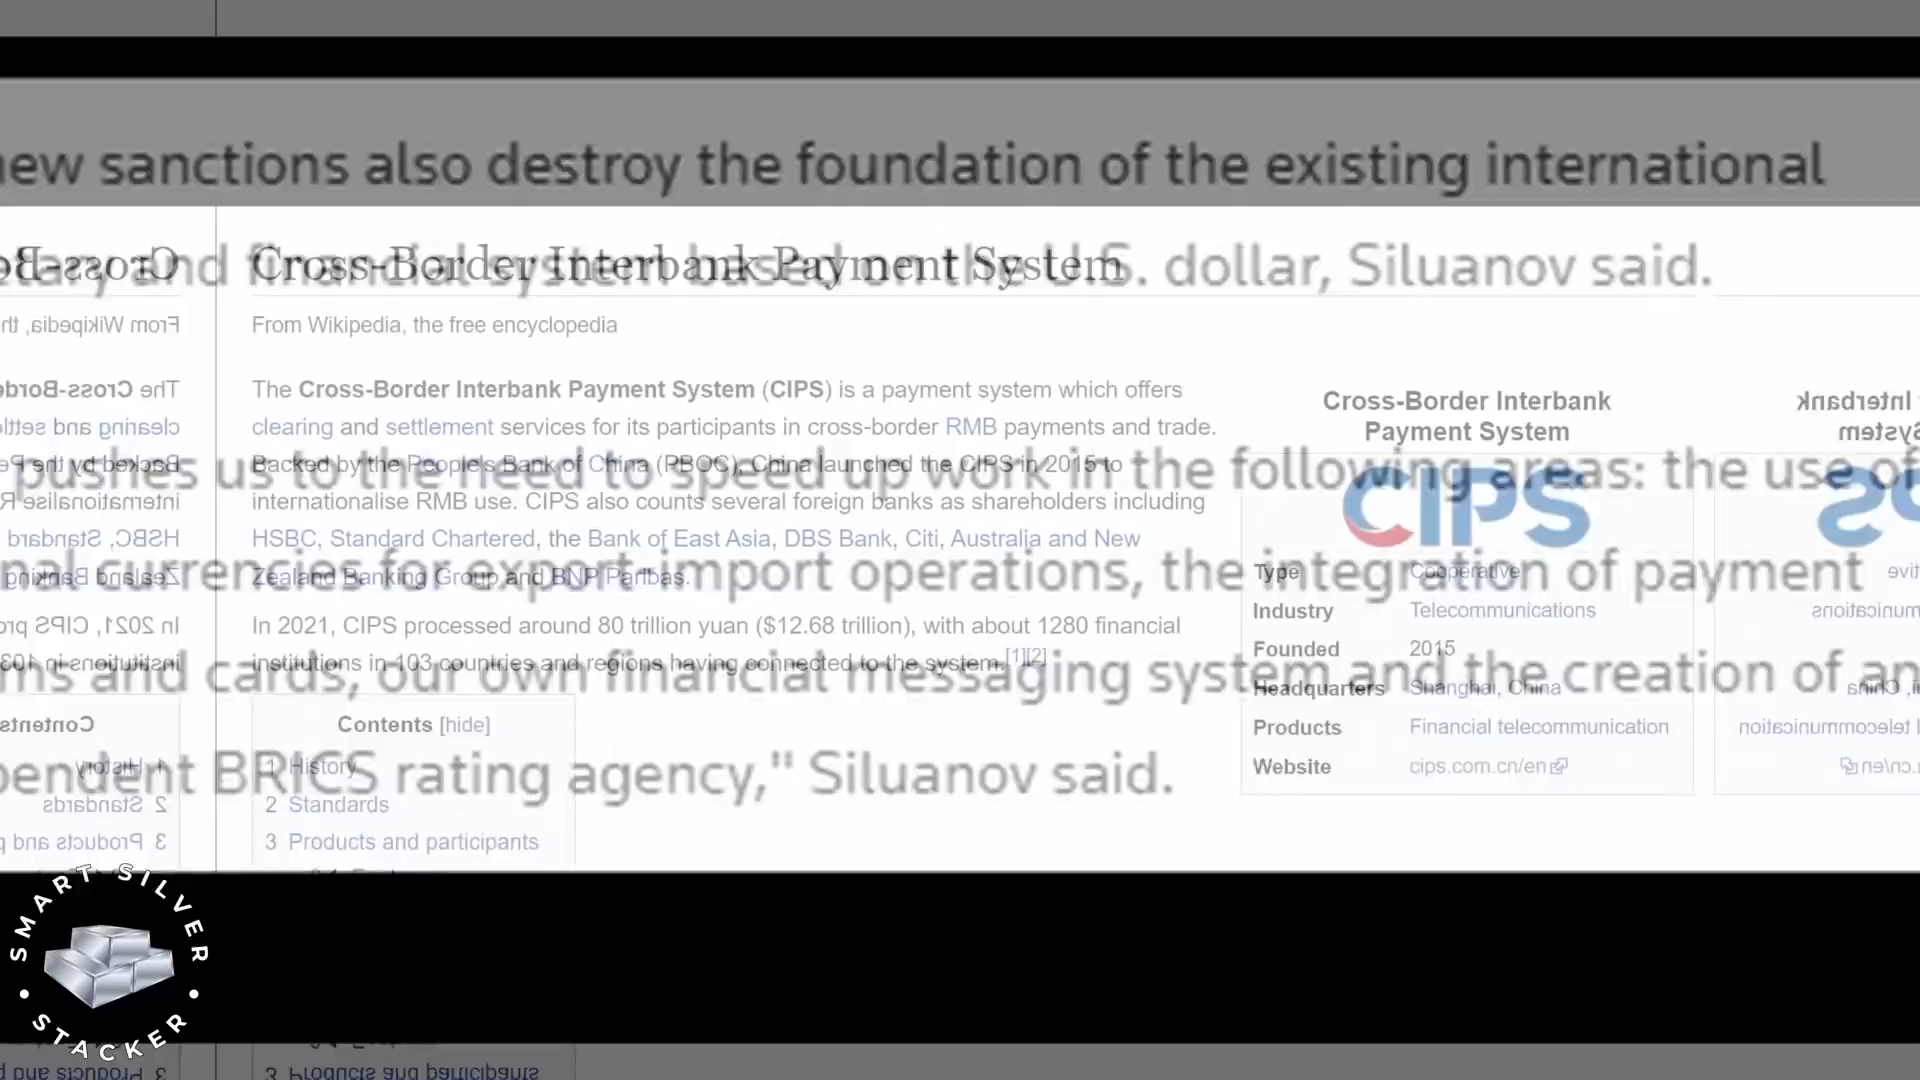 new sanctions also destroy the foundation of the existing international
and financial system based on the U.S. dollar, Siluanov said.
pushes us to the need to speed up work in the following areas: the use of
currencies for export-import operations, the integration of payment
and cards, our own financial messaging system and the creation of an
BRICS rating agency," Siluanov said.
Cross-Border Interbank Payment System
From Wikipedia, the free encyclopedia
The Cross-Border Interbank Payment System (CIPS) is a payment system which offers
clearing and settlement services for its participants in cross-border RMB payments and trade.
Backed by the People's Bank of China (PBOC), China launched the CIPS in 2015 to
internationalise RMB use. CIPS also counts several foreign banks as shareholders including
HSBC, Standard Chartered, the Bank of East Asia, DBS Bank, Citi, Australia and New
Zealand Banking Group and BNP Paribas.
In 2021, CIPS processed around 80 trillion yuan ($12.68 trillion), with about 1280 financial
institutions in 103 countries and regions having connected to the system.[1][2]
Contents [hide]
1 History
2 Standards
3 Products and participants
Cross-Border Interbank
Payment System
CIPS
Type Cooperative
Industry Telecommunications
Founded 2015
Headquarters Shanghai, China
Products Financial telecommunication
Website cips.com.cn/en
SMART SILVER
STACKER
3 Products and participants